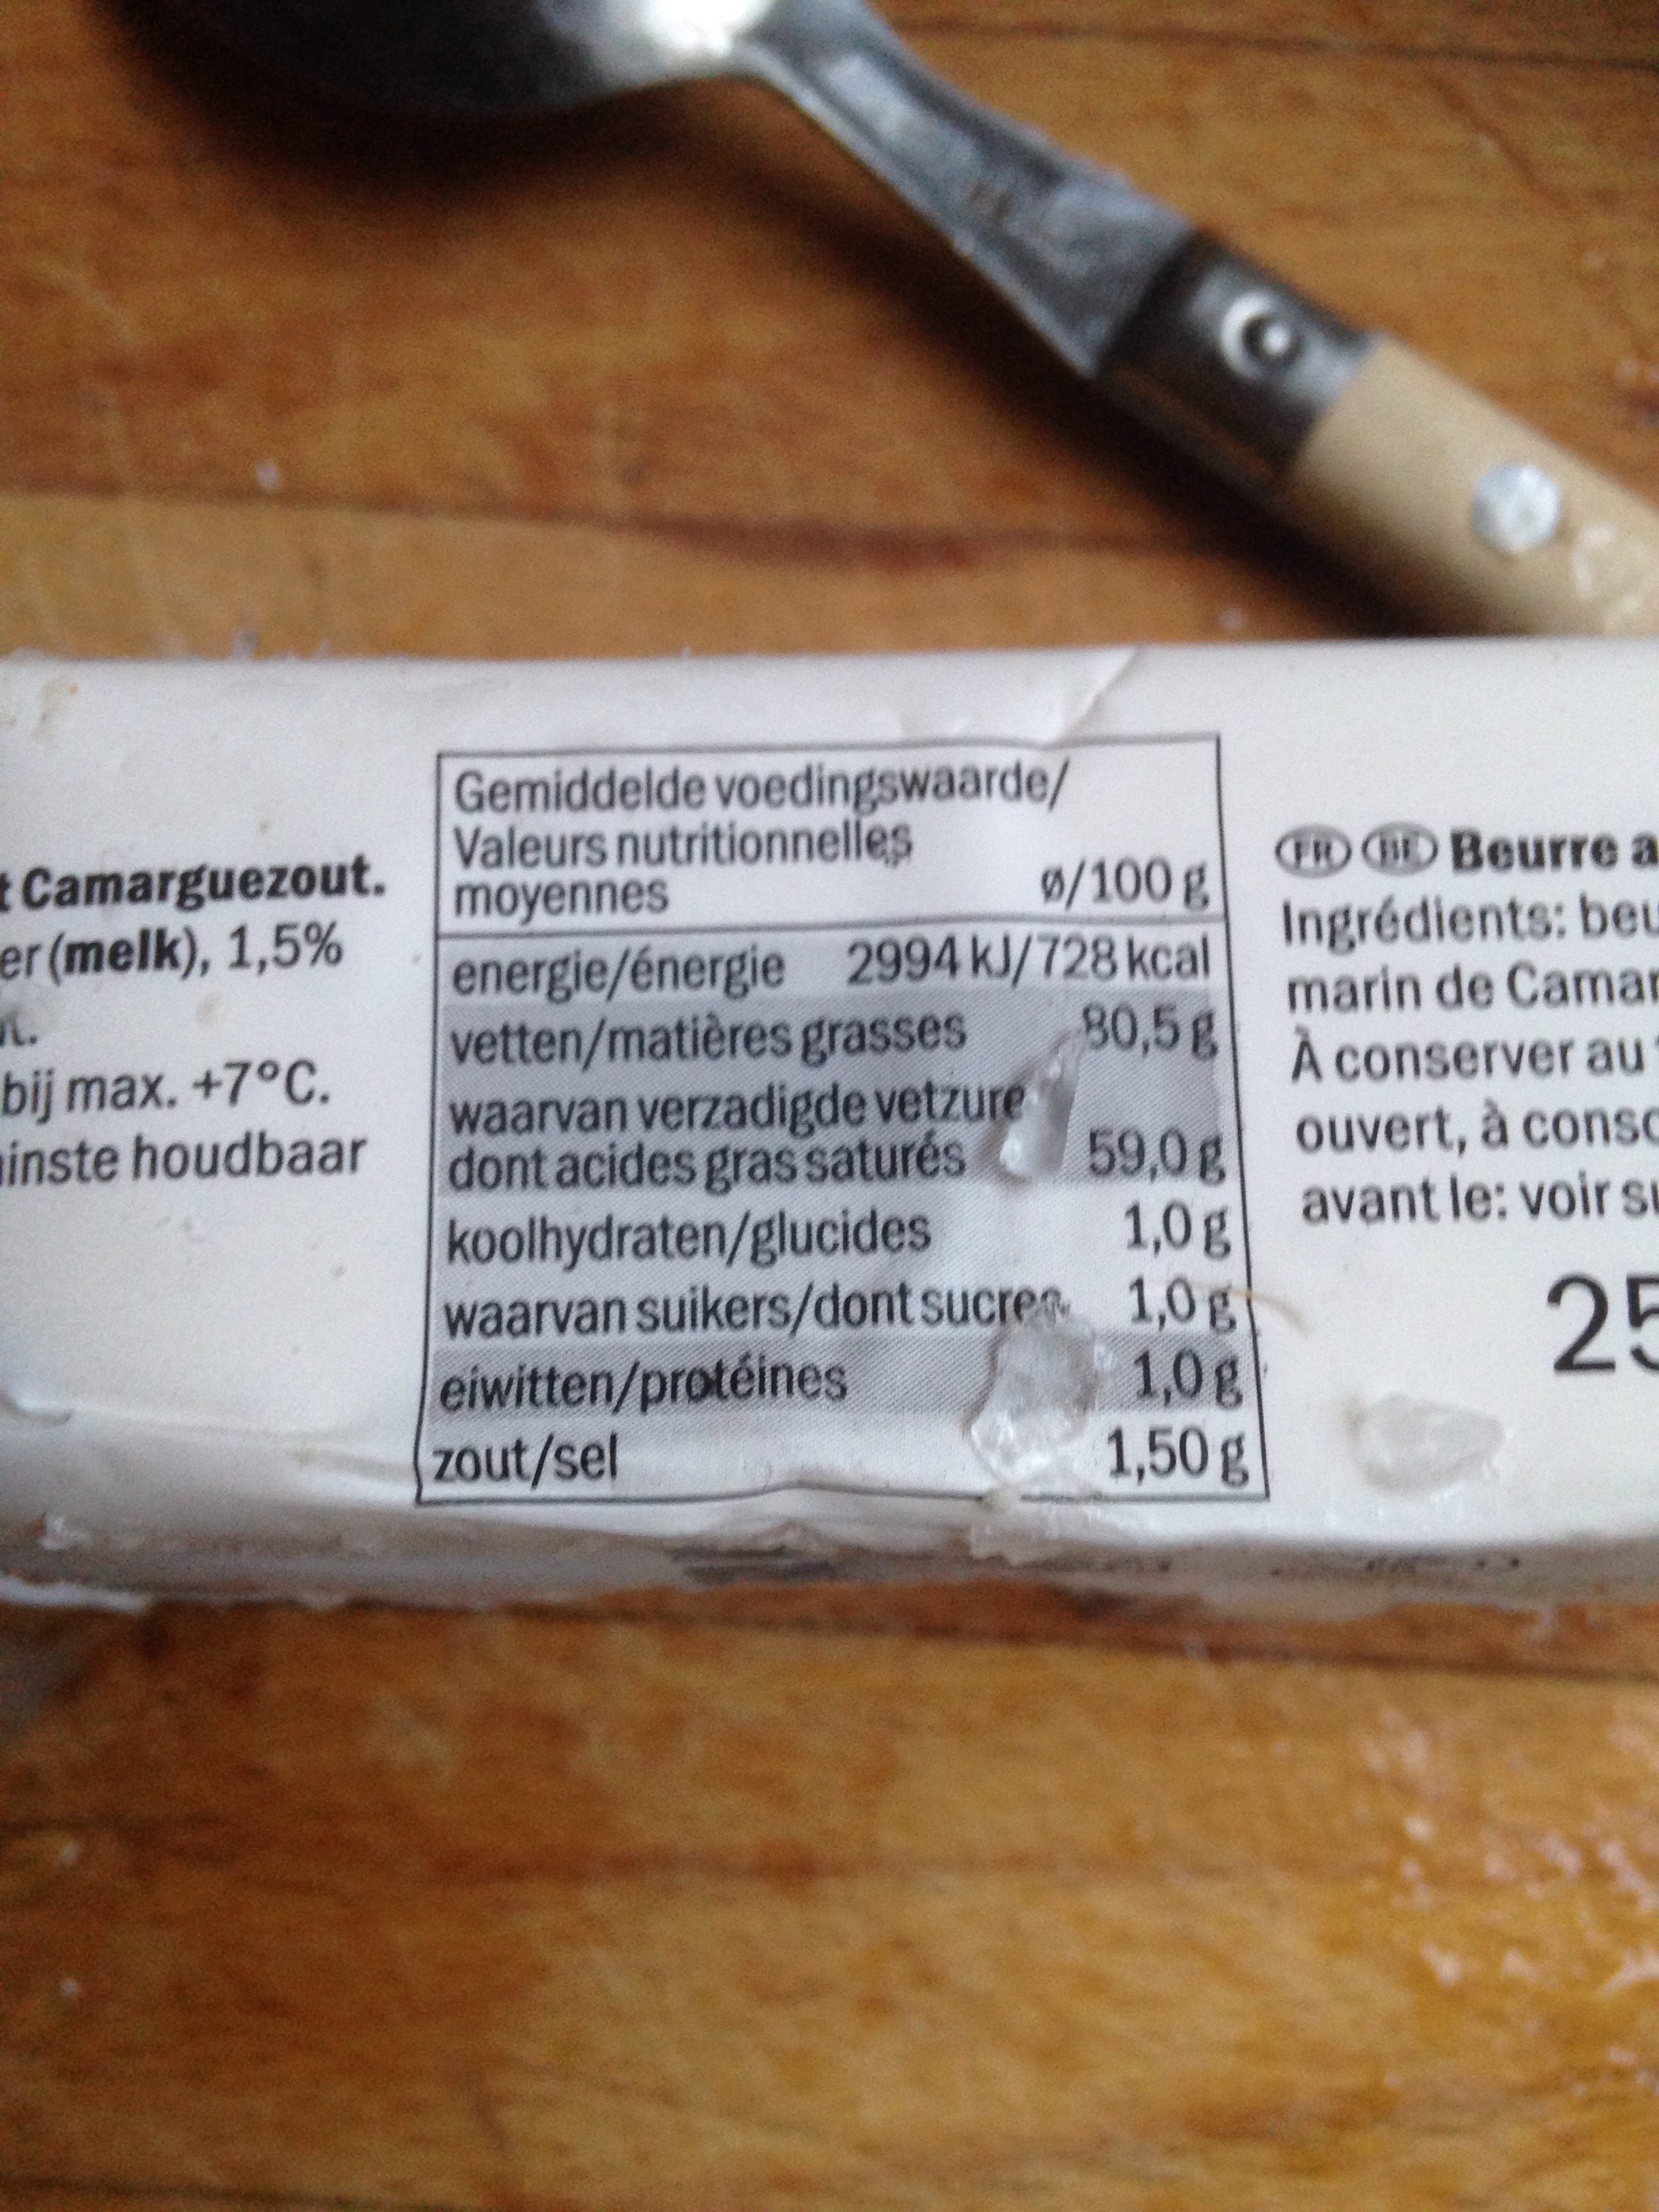 t Camarguezout.
er (melk), 1,5%
bij max. +7°C.
houdbaar
Gemiddelde voedingswaarde/
Valeurs nutritionnelles
moyennes ø/100 g
energie/énergie 2994 kJ/728 kcal
vetten/matières grasses 80,5 g
waarvan verzadigde vetzure
dont acides gras saturés 59,0 g
koolhydraten/glucides 1,0 g
waarvan suikers/dont sucres 1,0 g
eiwitten/protéines 1,0 g
zout/sel 1,50 g
FR BE Beurre a
Ingrédients: beu
marin de Camar
À conserver au
ouvert, à conso
avant le: voir su
25